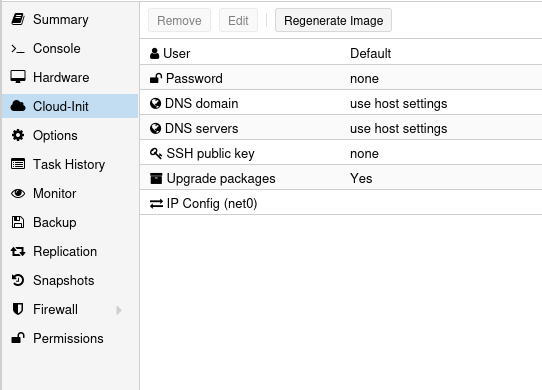 Summary
Console
Hardware
Cloud-Init
Options
Task History
Monitor
Backup
Replication
Snapshots
Firewall
Permissions
Remove Edit Regenerate Image
User Default
Password none
DNS domain use host settings
DNS servers use host settings
SSH public key none
Upgrade packages Yes
IP Config (net0)